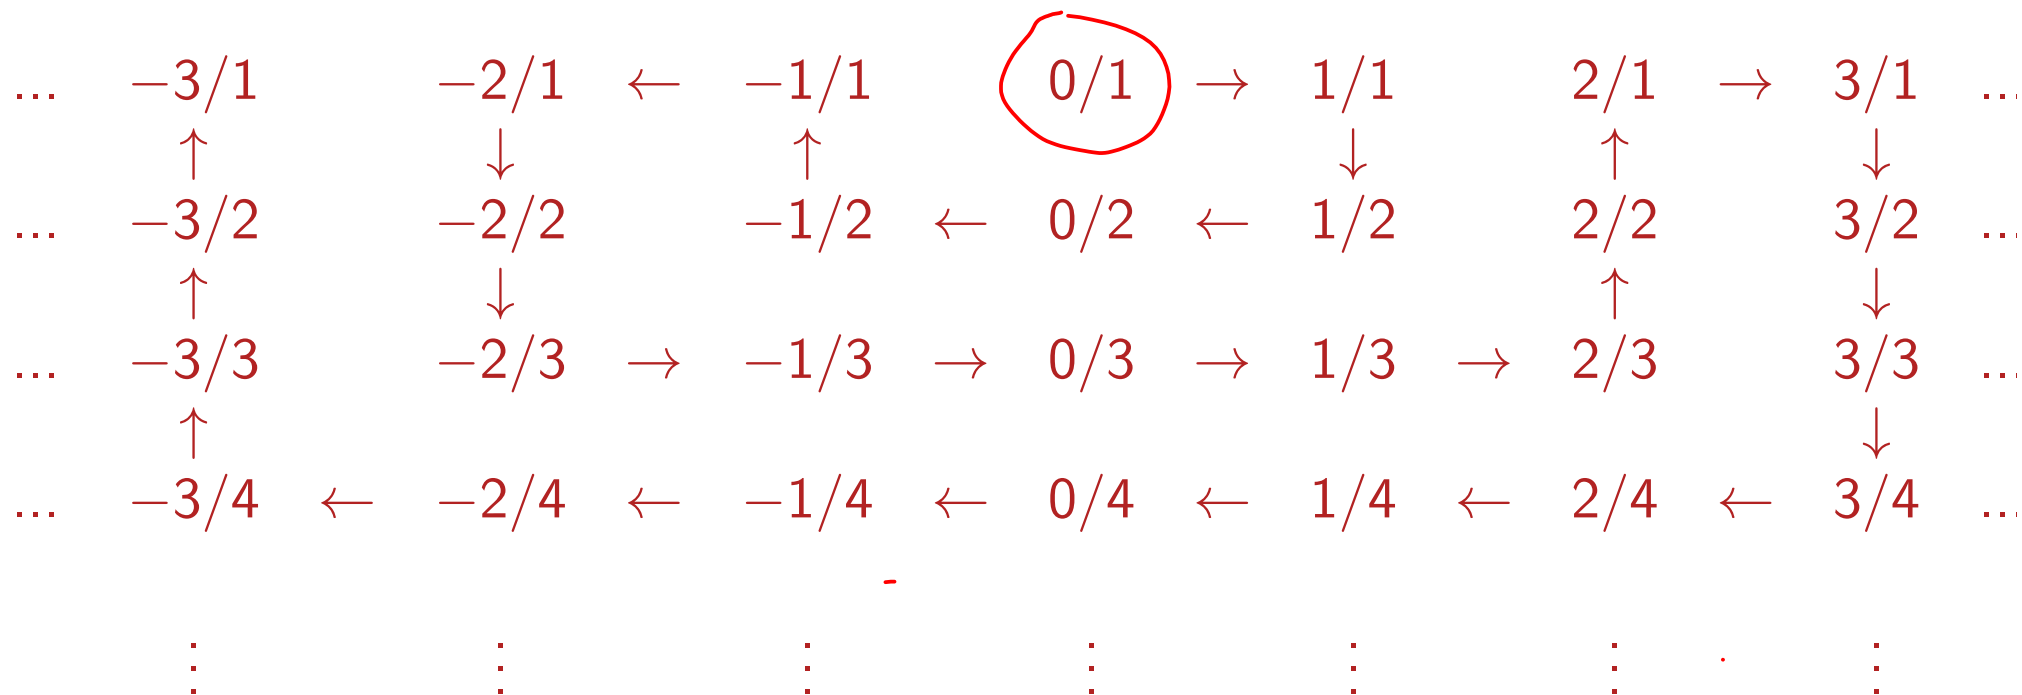 ... −3/1 −2/1 ← −1/1 0/1 → 1/1 2/1 → 3/1 ...
↑ ↓ ↑ ↓ ↑ ↓
... −3/2 −2/2 −1/2 ← 0/2 ← 1/2 2/2 3/2 ...
↑ ↓ ↑ ↓
... −3/3 −2/3 → −1/3 → 0/3 → 1/3 → 2/3 3/3 ...
↑ ↓
... −3/4 ← −2/4 ← −1/4 ← 0/4 ← 1/4 ← 2/4 ← 3/4 ...
⋮ ⋮ ⋮ ⋮ ⋮ ⋮ ⋮